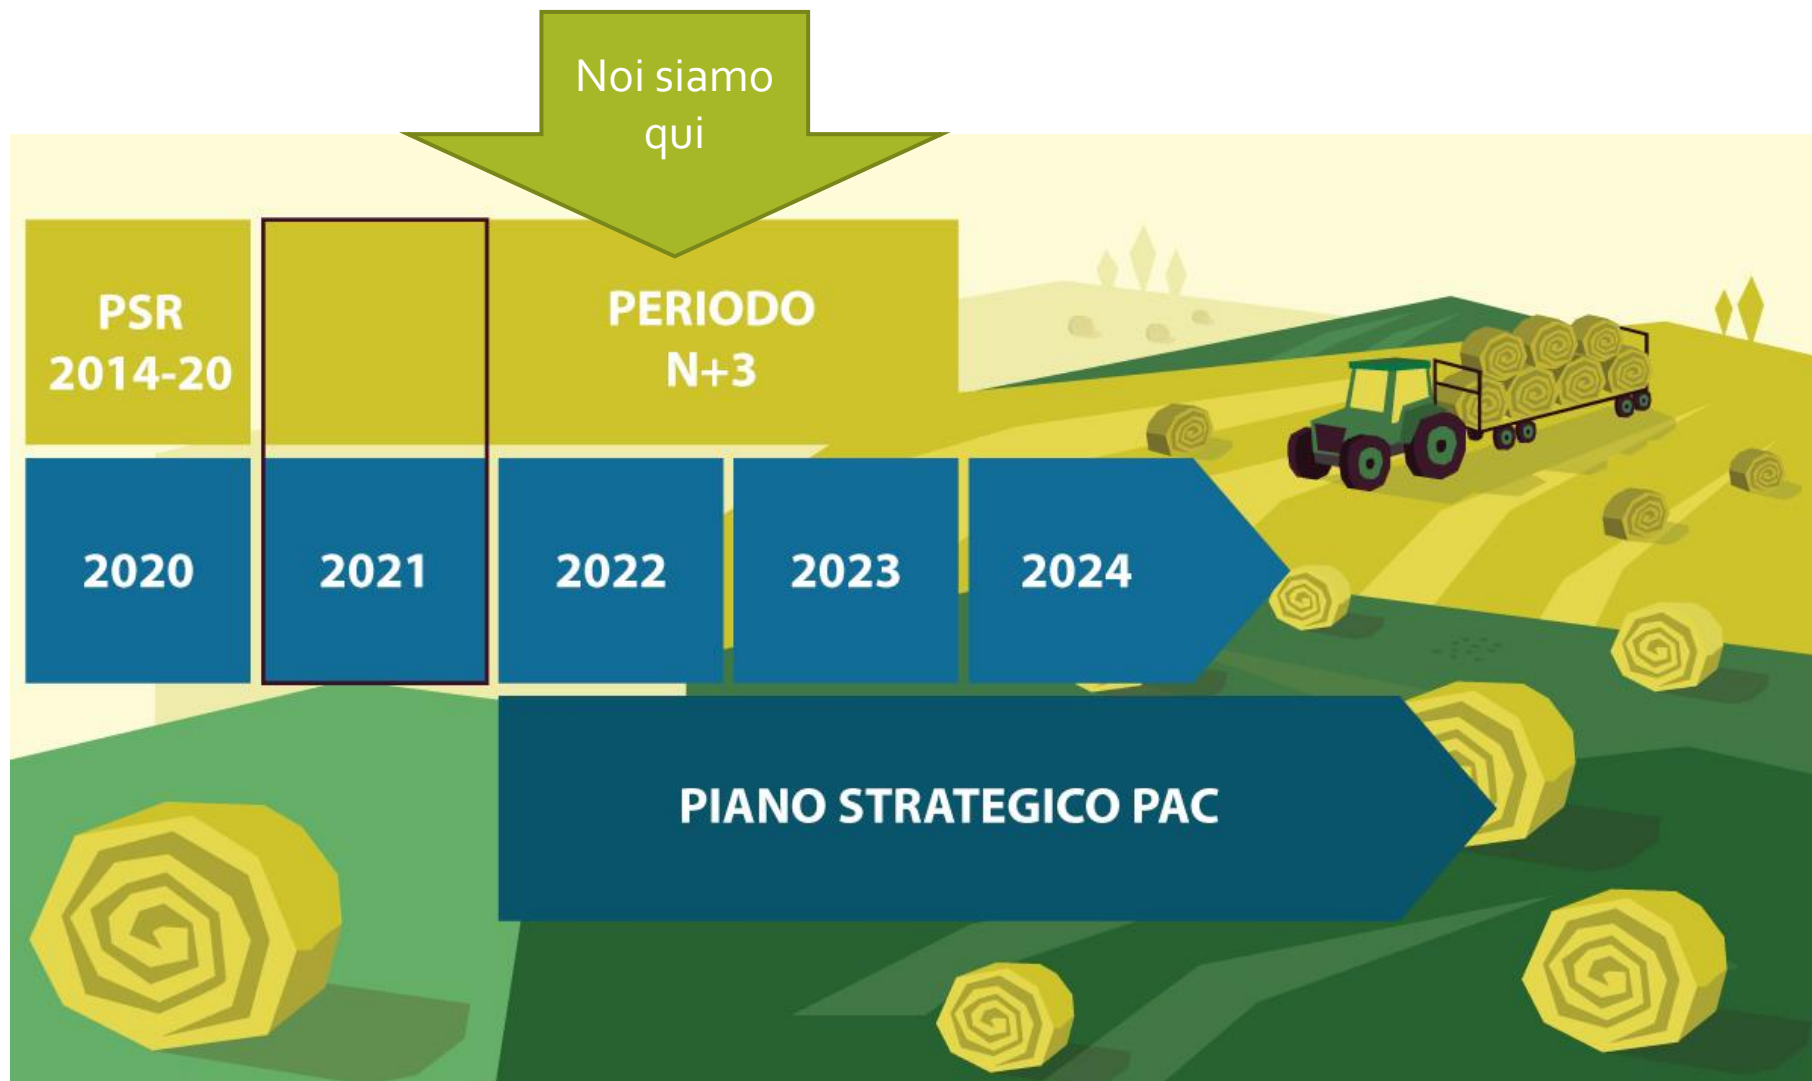 Noi siamo
qui
PSR
2014-20
PERIODO
N+3
2020
2021
2022
2023
2024
PIANO STRATEGICO PAC